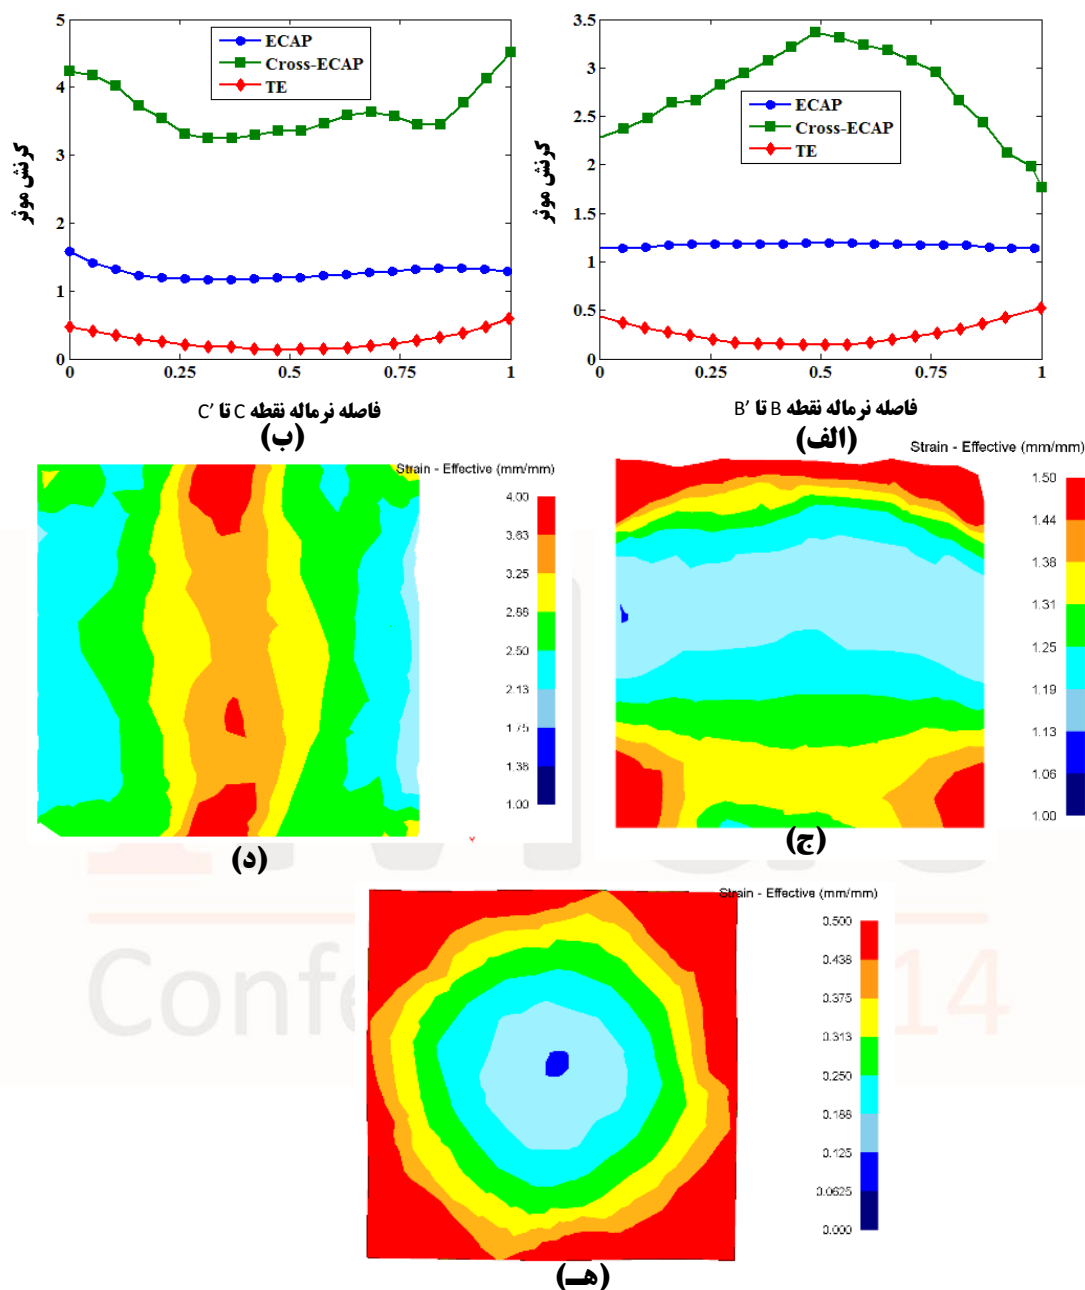 5
4
3
2
1
0
0
0.25
0.5
0.75
1
ECAP
Cross-ECAP
TE
کرنش موثر
فاصله نرماله نقطه C تا C′
(ب)
3.5
3
2.5
2
1.5
1
0.5
0
0
0.25
0.5
0.75
1
ECAP
Cross-ECAP
TE
کرنش موثر
فاصله نرماله نقطه B تا B′
(الف)
Strain - Effective (mm/mm)
4.00
3.63
3.25
2.88
2.50
2.13
1.75
1.38
1.00
(د)
Strain - Effective (mm/mm)
1.50
1.44
1.38
1.31
1.25
1.19
1.13
1.06
1.00
(ج)
Strain - Effective (mm/mm)
0.500
0.438
0.375
0.313
0.250
0.188
0.125
0.0625
0.000
(هـ)
14